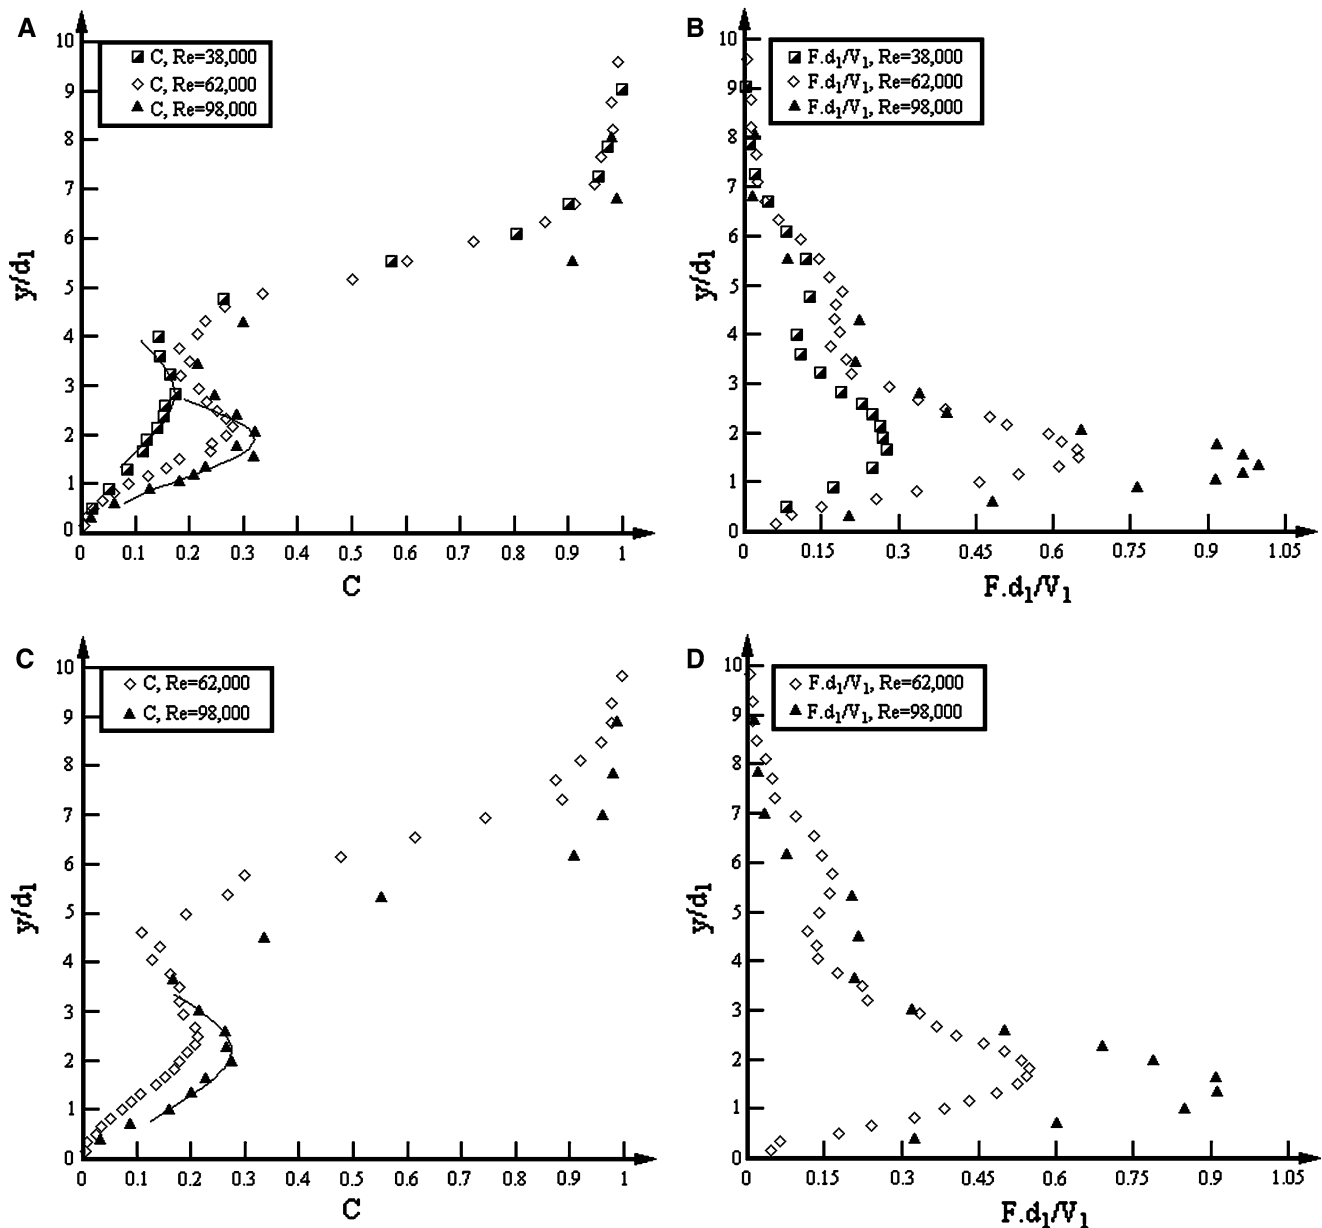 A
10
9
8
7
6
5
4
3
2
1
0
y/d1
C, Re=38,000
C, Re=62,000
C, Re=98,000
0 0.1 0.2 0.3 0.4 0.5 0.6 0.7 0.8 0.9 1
C
B
10
9
8
7
6
5
4
3
2
1
0
y/d1
F.d1/V1, Re=38,000
F.d1/V1, Re=62,000
F.d1/V1, Re=98,000
0 0.15 0.3 0.45 0.6 0.75 0.9 1.05
F.d1/V1
C
10
9
8
7
6
5
4
3
2
1
0
y/d1
C, Re=62,000
C, Re=98,000
0 0.1 0.2 0.3 0.4 0.5 0.6 0.7 0.8 0.9 1
C
D
10
9
8
7
6
5
4
3
2
1
0
y/d1
F.d1/V1, Re=62,000
F.d1/V1, Re=98,000
0 0.15 0.3 0.45 0.6 0.75 0.9 1.05
F.d1/V1